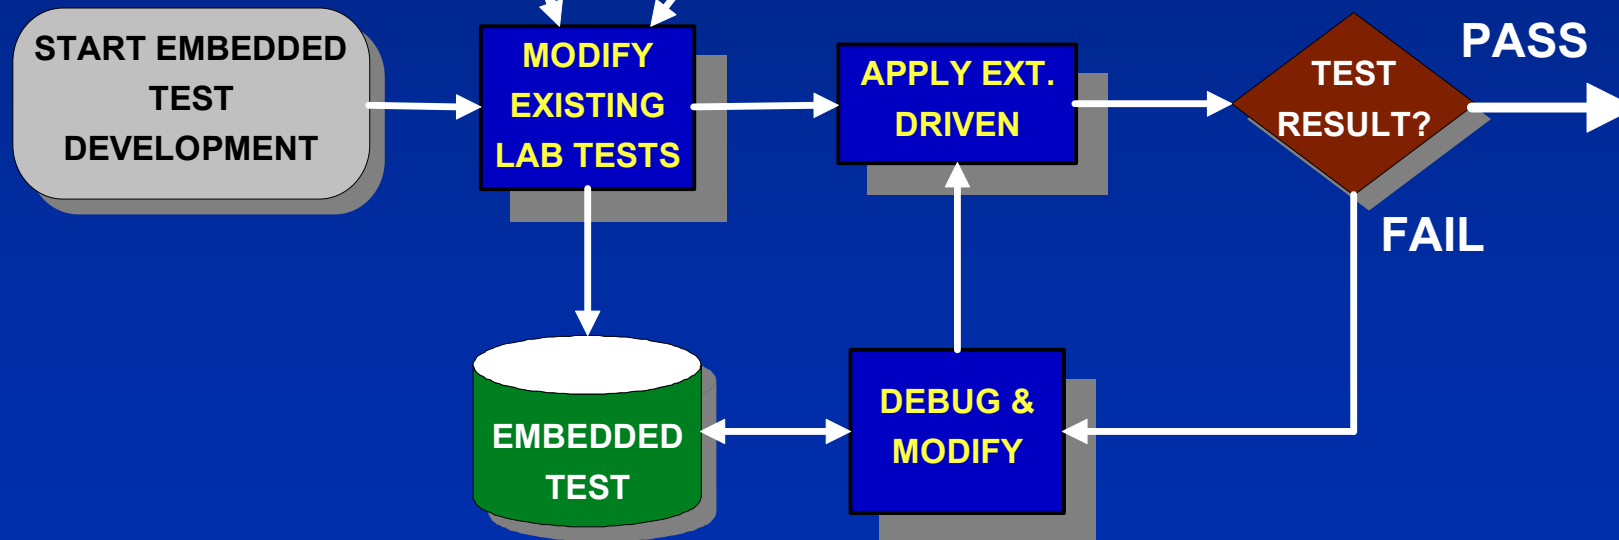 START EMBEDDED
TEST
DEVELOPMENT
MODIFY
EXISTING
LAB TESTS
APPLY EXT.
DRIVEN
TEST
RESULT?
PASS
FAIL
EMBEDDED
TEST
DEBUG &
MODIFY